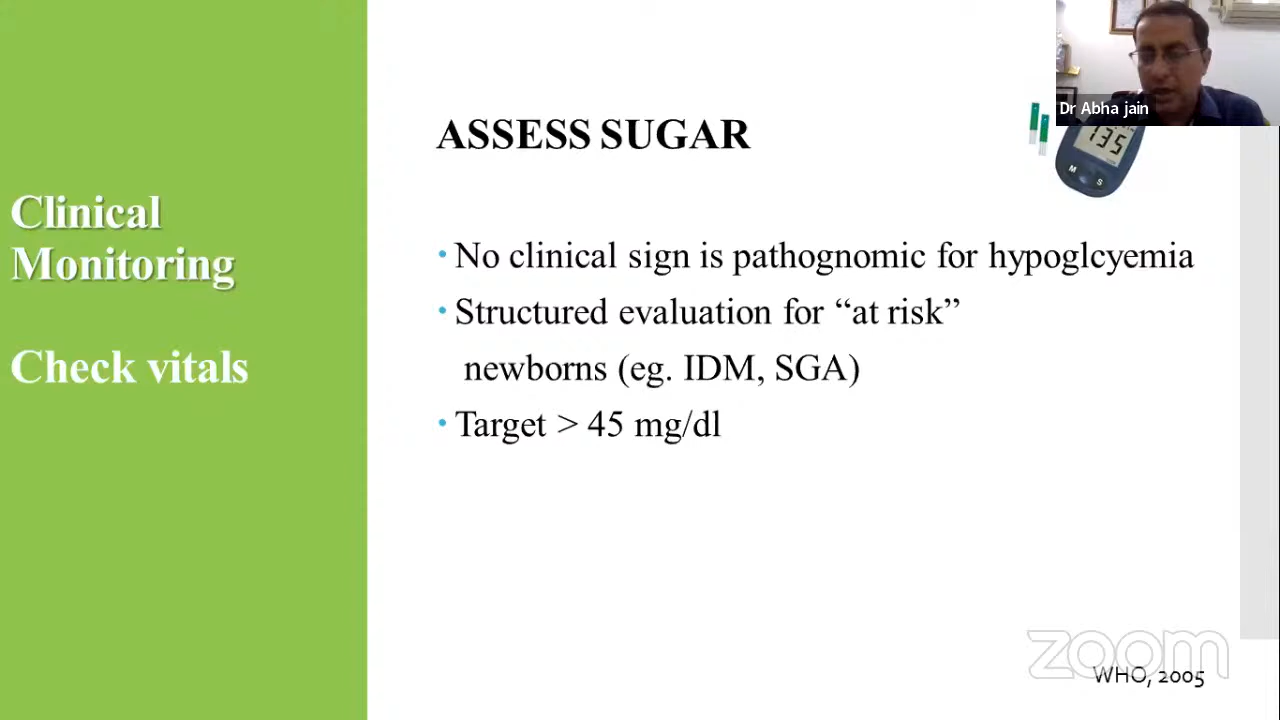 Dr Abha jain
135
M S
ASSESS SUGAR
Clinical
Monitoring
Check vitals
• No clinical sign is pathognomic for hypoglcyemia
• Structured evaluation for “at risk”
newborns (eg. IDM, SGA)
• Target > 45 mg/dl
zoom
WHO, 2005